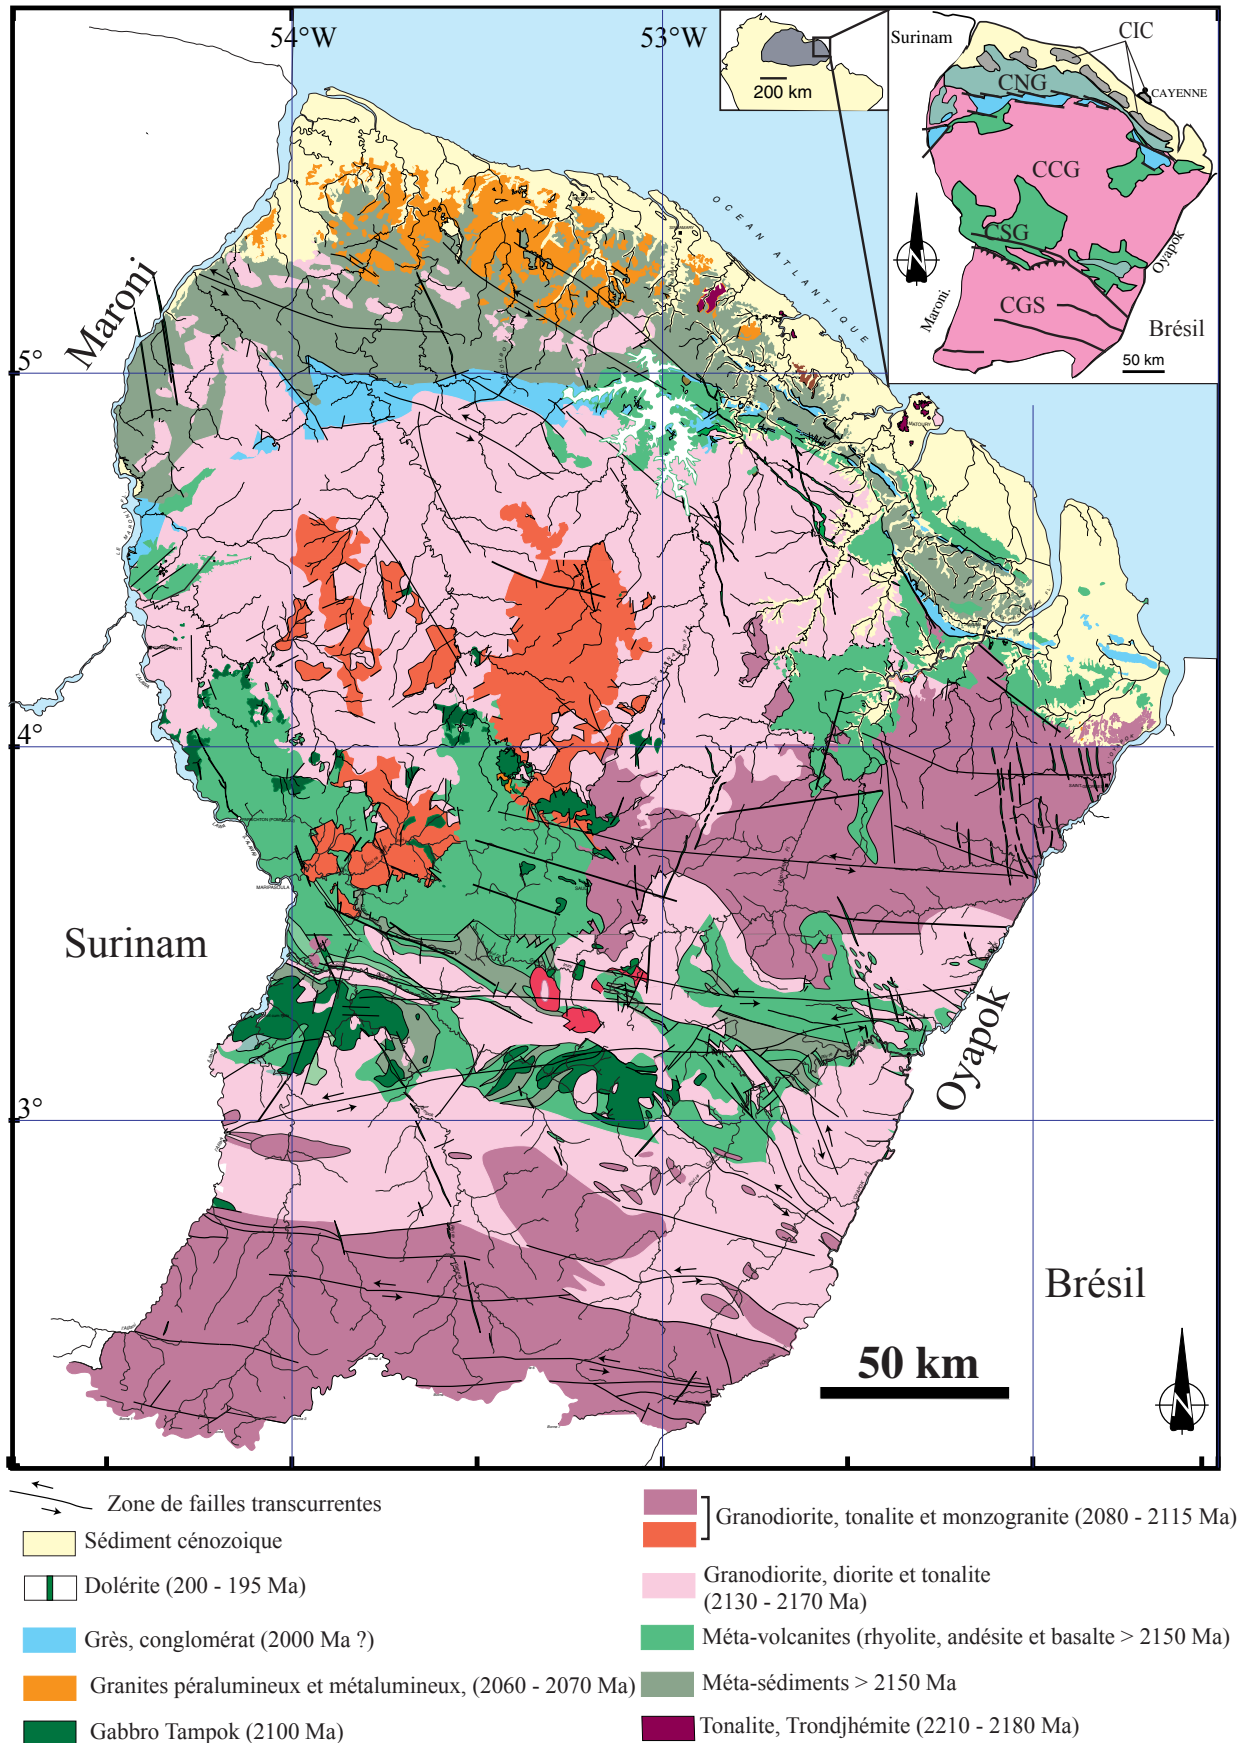 54°W
53°W
200 km
Surinam
CIC
CNG
CAYENNE
CCG
CSG
Oyapok
Maroni.
CGS
Brésil
N
50 km
OCEAN ATLANTIQUE
Maroni
5°
MATOURY
4°
MARIPASOULA
Surinam
Oyapok
3°
Brésil
50 km
N
Zone de failles transcurrentes
Sédiment cénozoique
Dolérite (200 - 195 Ma)
Grès, conglomérat (2000 Ma ?)
Granites péralumineux et métalumineux, (2060 - 2070 Ma)
Gabbro Tampok (2100 Ma)
Granodiorite, tonalite et monzogranite (2080 - 2115 Ma)
Granodiorite, diorite et tonalite
(2130 - 2170 Ma)
Méta-volcanites (rhyolite, andésite et basalte > 2150 Ma)
Méta-sédiments > 2150 Ma
Tonalite, Trondjhémite (2210 - 2180 Ma)